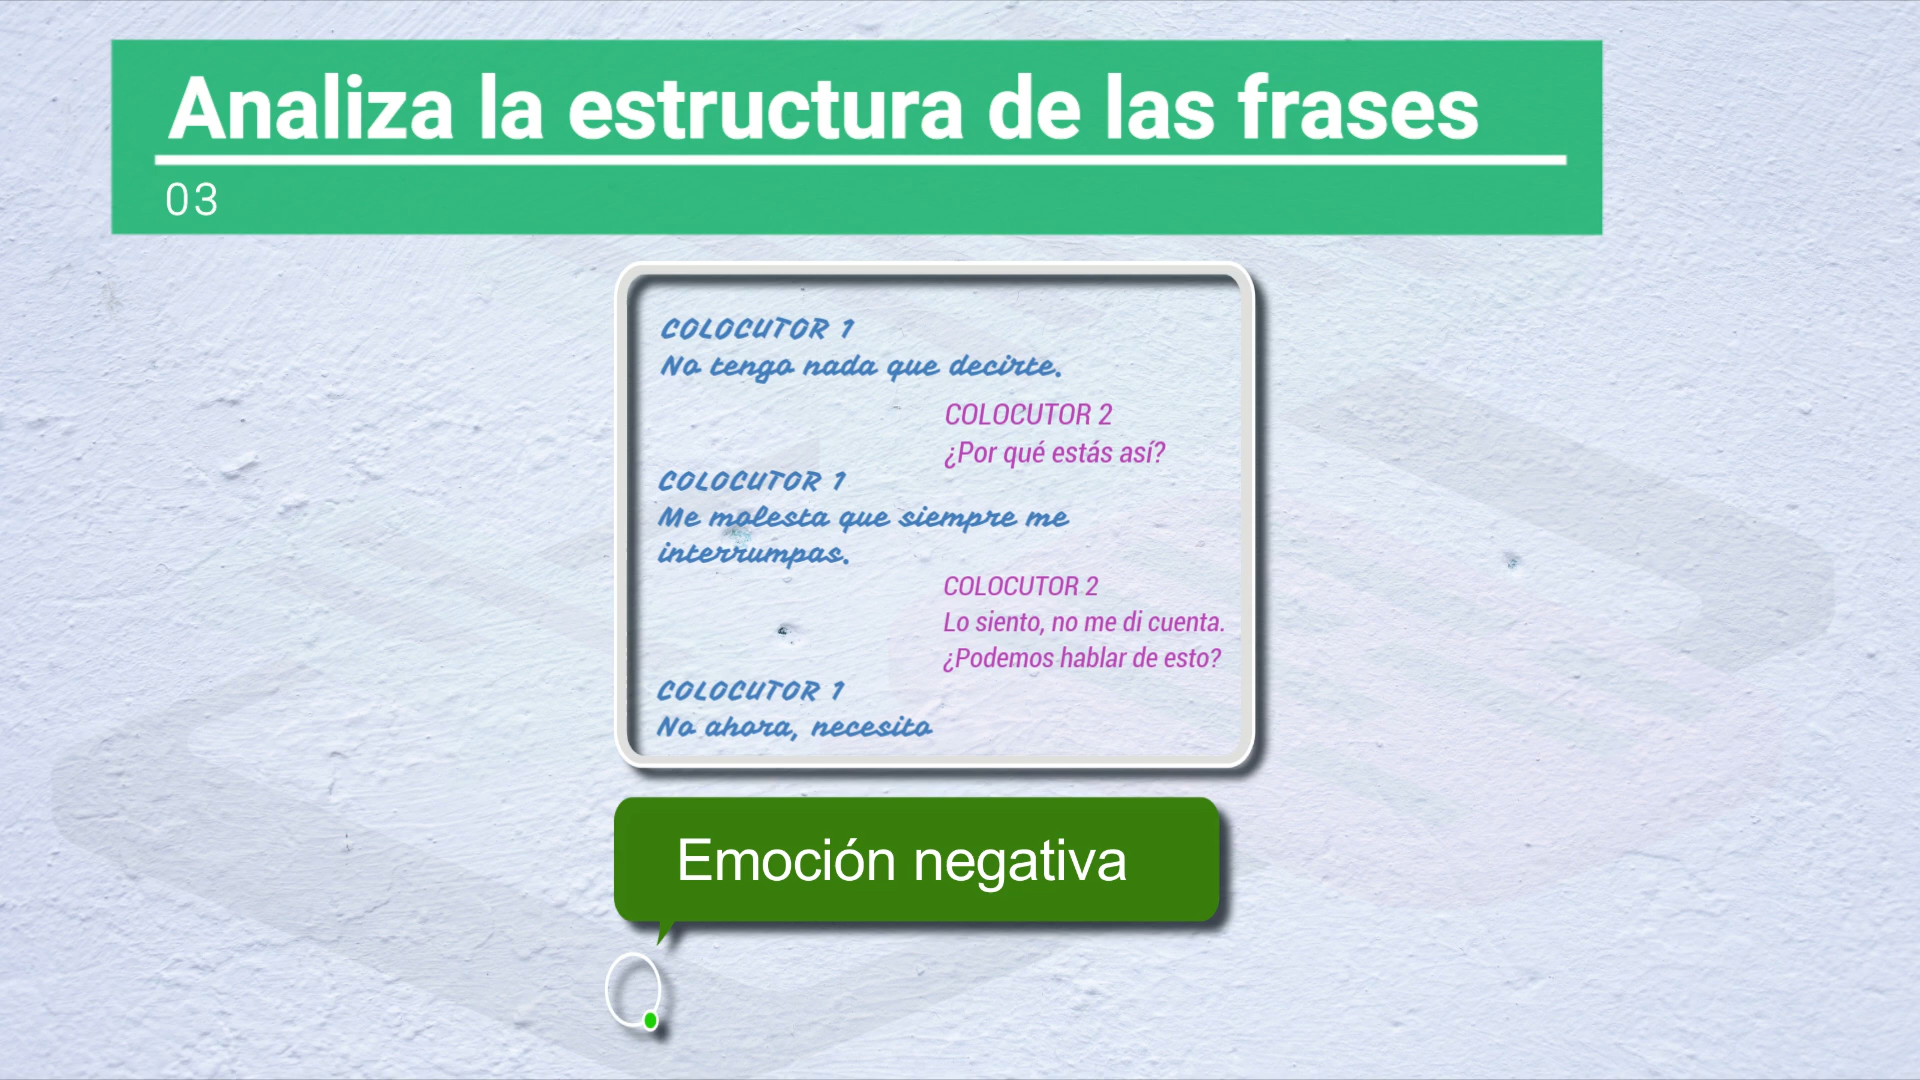 Analiza la estructura de las frases
03
COLOCUTOR 1
No tengo nada que decirte.
COLOCUTOR 2
¿Por qué estás así?
COLOCUTOR 1
Me molesta que siempre me
interrumpas.
COLOCUTOR 2
Lo siento, no me di cuenta.
¿Podemos hablar de esto?
COLOCUTOR 1
No ahora, necesito
Emoción negativa